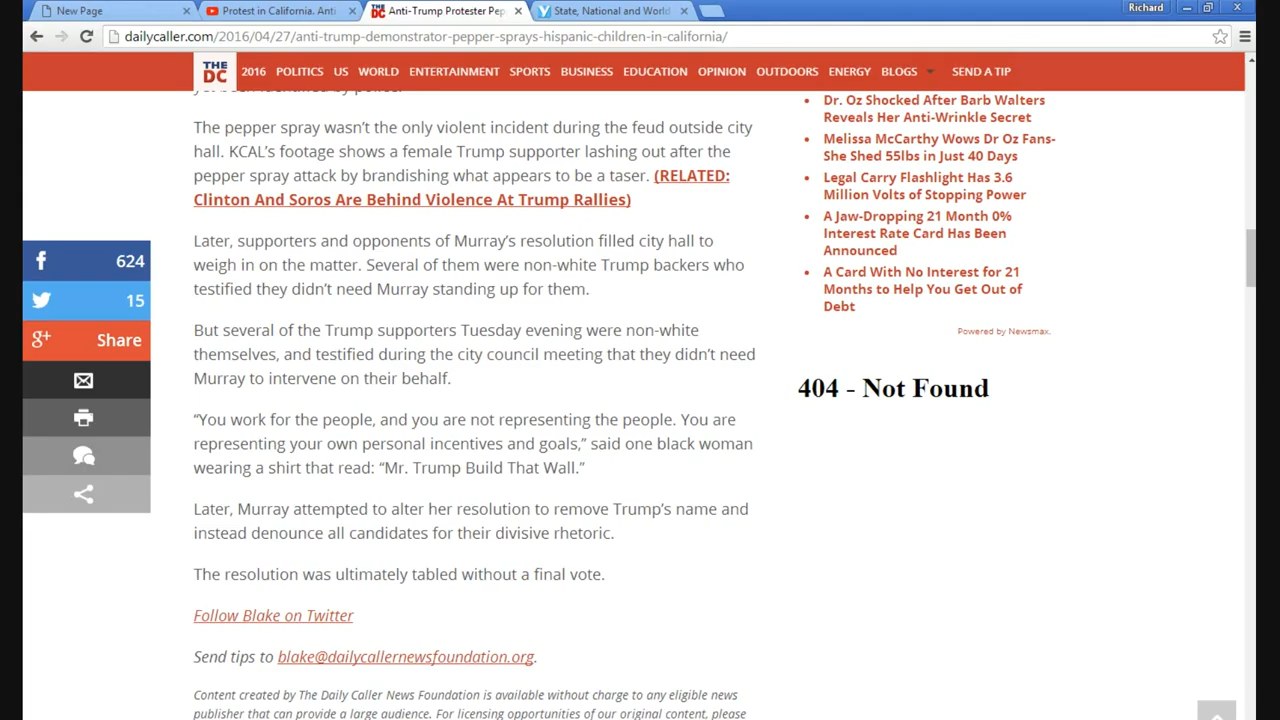 New Page
Protest in California. Anti
Anti-Trump Protester Pep
State, National and World
Richard
dailycaller.com/2016/04/27/anti-trump-demonstrator-pepper-sprays-hispanic-children-in-california/
THE
DC
2016 POLITICS US WORLD ENTERTAINMENT SPORTS BUSINESS EDUCATION OPINION OUTDOORS ENERGY BLOGS SEND A TIP
The pepper spray wasn't the only violent incident during the feud outside city
hall. KCAL's footage shows a female Trump supporter lashing out after the
pepper spray attack by brandishing what appears to be a taser. (RELATED:
Clinton And Soros Are Behind Violence At Trump Rallies)
Later, supporters and opponents of Murray's resolution filled city hall to
weigh in on the matter. Several of them were non-white Trump backers who
testified they didn't need Murray standing up for them.
But several of the Trump supporters Tuesday evening were non-white
themselves, and testified during the city council meeting that they didn't need
Murray to intervene on their behalf.
“You work for the people, and you are not representing the people. You are
representing your own personal incentives and goals,” said one black woman
wearing a shirt that read: “Mr. Trump Build That Wall.”
Later, Murray attempted to alter her resolution to remove Trump's name and
instead denounce all candidates for their divisive rhetoric.
The resolution was ultimately tabled without a final vote.
Follow Blake on Twitter
Send tips to blake@dailycallernewsfoundation.org.
Content created by The Daily Caller News Foundation is available without charge to any eligible news
publisher that can provide a large audience. For licensing opportunities of our original content, please
624
15
g+ Share
Dr. Oz Shocked After Barb Walters
Reveals Her Anti-Wrinkle Secret
Melissa McCarthy Wows Dr Oz Fans-
She Shed 55lbs in Just 40 Days
Legal Carry Flashlight Has 3.6
Million Volts of Stopping Power
A Jaw-Dropping 21 Month 0%
Interest Rate Card Has Been
Announced
A Card With No Interest for 21
Months to Help You Get Out of
Debt
Powered by Newsmax.
404 - Not Found